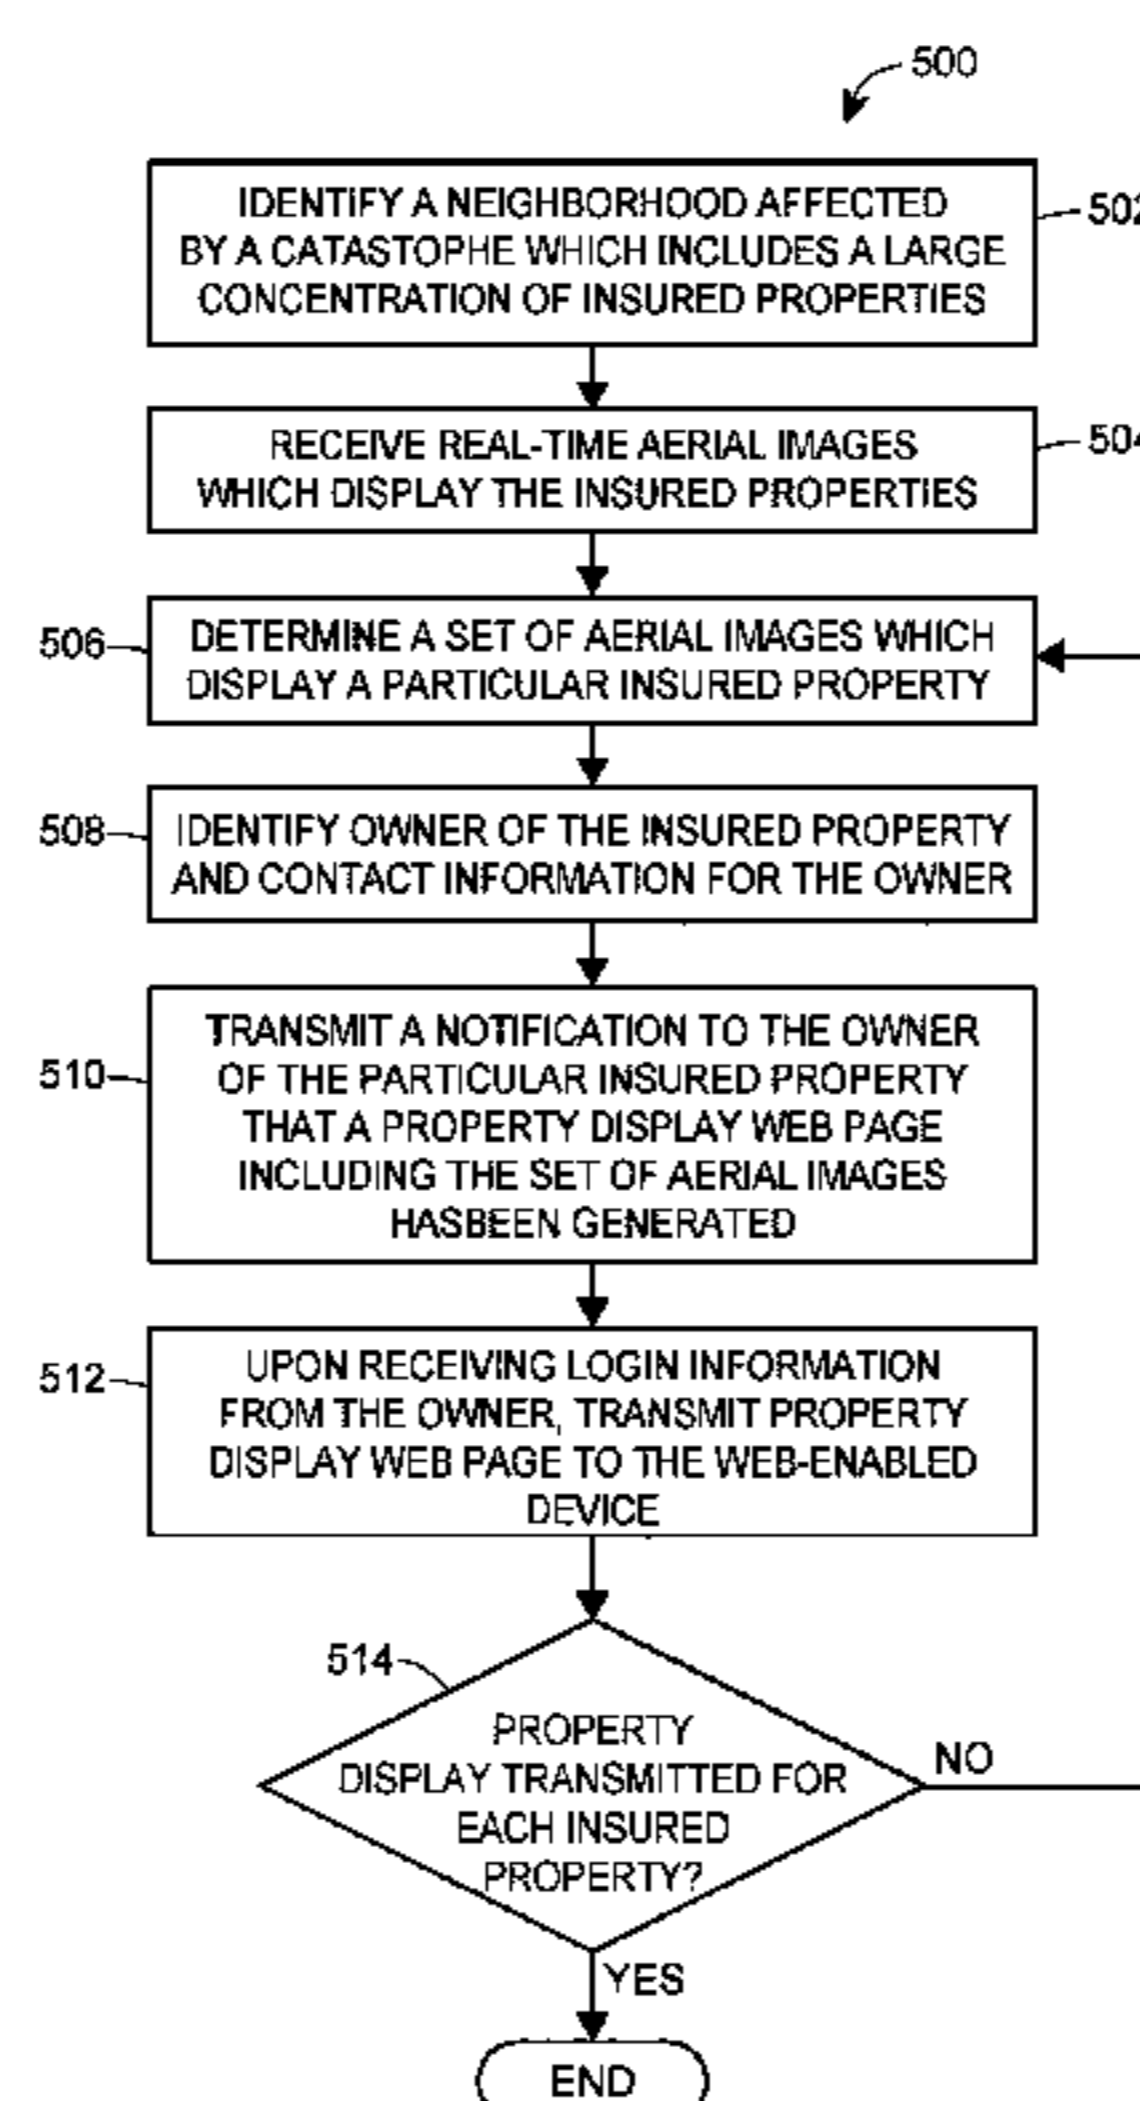 500
IDENTIFY A NEIGHBORHOOD AFFECTED
BY A CATASTOPHE WHICH INCLUDES A LARGE
CONCENTRATION OF INSURED PROPERTIES
502
RECEIVE REAL-TIME AERIAL IMAGES
WHICH DISPLAY THE INSURED PROPERTIES
504
506
DETERMINE A SET OF AERIAL IMAGES WHICH
DISPLAY A PARTICULAR INSURED PROPERTY
508
IDENTIFY OWNER OF THE INSURED PROPERTY
AND CONTACT INFORMATION FOR THE OWNER
510
TRANSMIT A NOTIFICATION TO THE OWNER
OF THE PARTICULAR INSURED PROPERTY
THAT A PROPERTY DISPLAY WEB PAGE
INCLUDING THE SET OF AERIAL IMAGES
HASBEEN GENERATED
512
UPON RECEIVING LOGIN INFORMATION
FROM THE OWNER, TRANSMIT PROPERTY
DISPLAY WEB PAGE TO THE WEB-ENABLED
DEVICE
514
PROPERTY
DISPLAY TRANSMITTED FOR
EACH INSURED
PROPERTY?
NO
YES
END